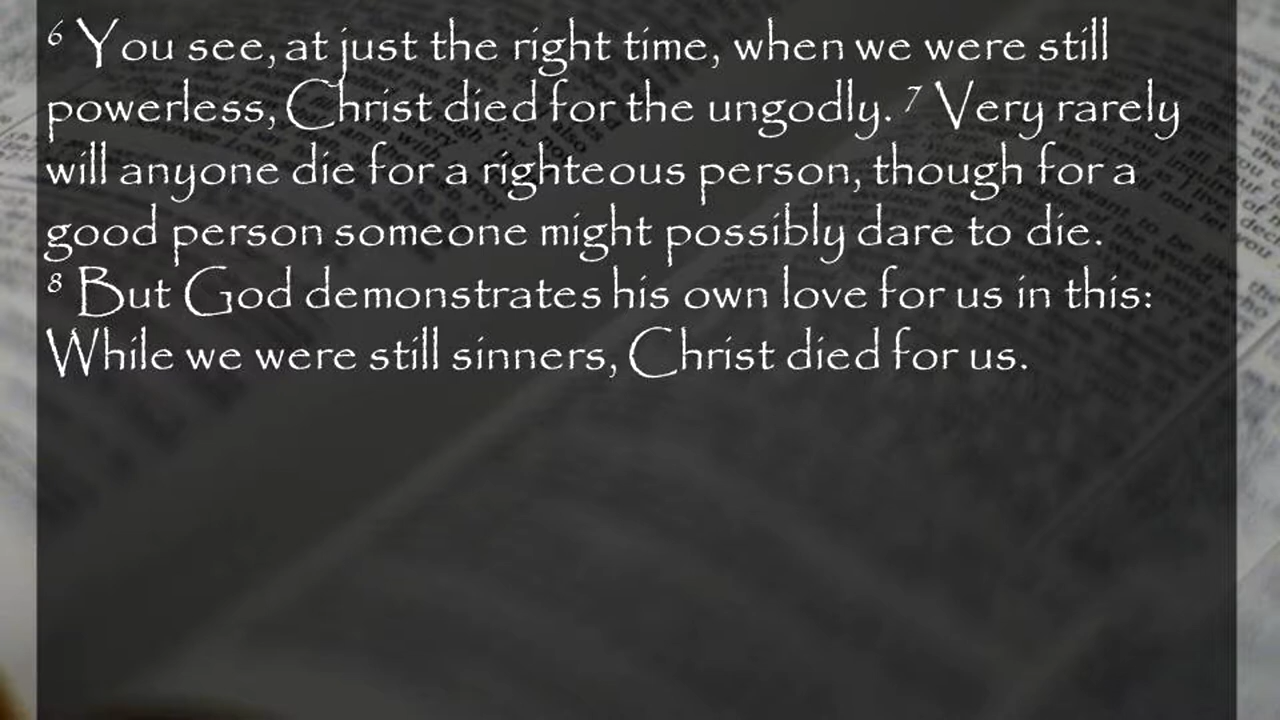 6 You see, at just the right time, when we were still
powerless, Christ died for the ungodly. 7 Very rarely
will anyone die for a righteous person, though for a
good person someone might possibly dare to die.
8 But God demonstrates his own love for us in this:
While we were still sinners, Christ died for us.